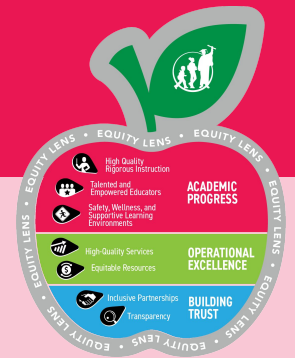 EQUITY LENS • EQUITY LENS • EQUITY LENS • EQUITY LENS • EQUITY LENS • EQUITY LENS • EQUITY LENS • EQUITY LENS
High Quality
Rigorous Instruction
Talented and
Empowered Educators
Safety, Wellness, and
Supportive Learning
Environments
ACADEMIC
PROGRESS
High-Quality Services
Equitable Resources
OPERATIONAL
EXCELLENCE
Inclusive Partnerships
Transparency
BUILDING
TRUST